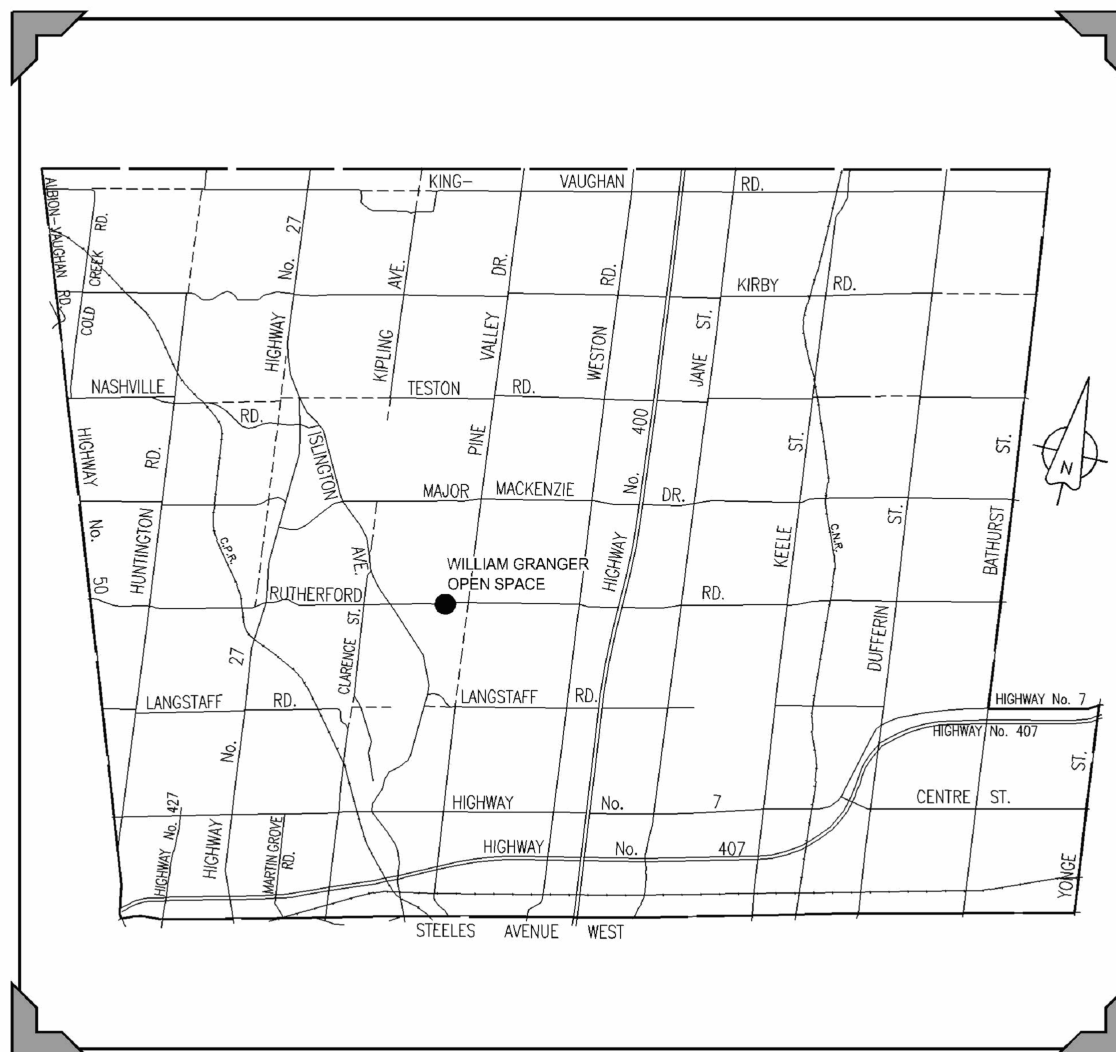 KING- VAUGHAN RD.
ALBION-VAUGHAN RD.
COLD CREEK RD.
HIGHWAY No. 27
KIPLING AVE.
PINE VALLEY DR.
WESTON RD.
JANE ST.
KIRBY RD.
NASHVILLE RD.
TESTON RD.
HIGHWAY No. 50
HUNTINGTON RD.
ISLINGTON AVE.
HIGHWAY No. 400
MAJOR MACKENZIE DR.
C.P.R.
KEELE ST.
C.N.R.
DUFFERIN ST.
BATHURST ST.
N
WILLIAM GRANGER
OPEN SPACE
RUTHERFORD RD.
CLARENCE ST.
LANGSTAFF RD.
LANGSTAFF RD.
HIGHWAY No. 27
HIGHWAY No. 7
HIGHWAY No. 407
HIGHWAY No. 7
CENTRE ST.
HIGHWAY No. 427
MARTIN GROVE RD.
HIGHWAY No. 407
YONGE ST.
STEELES AVENUE WEST